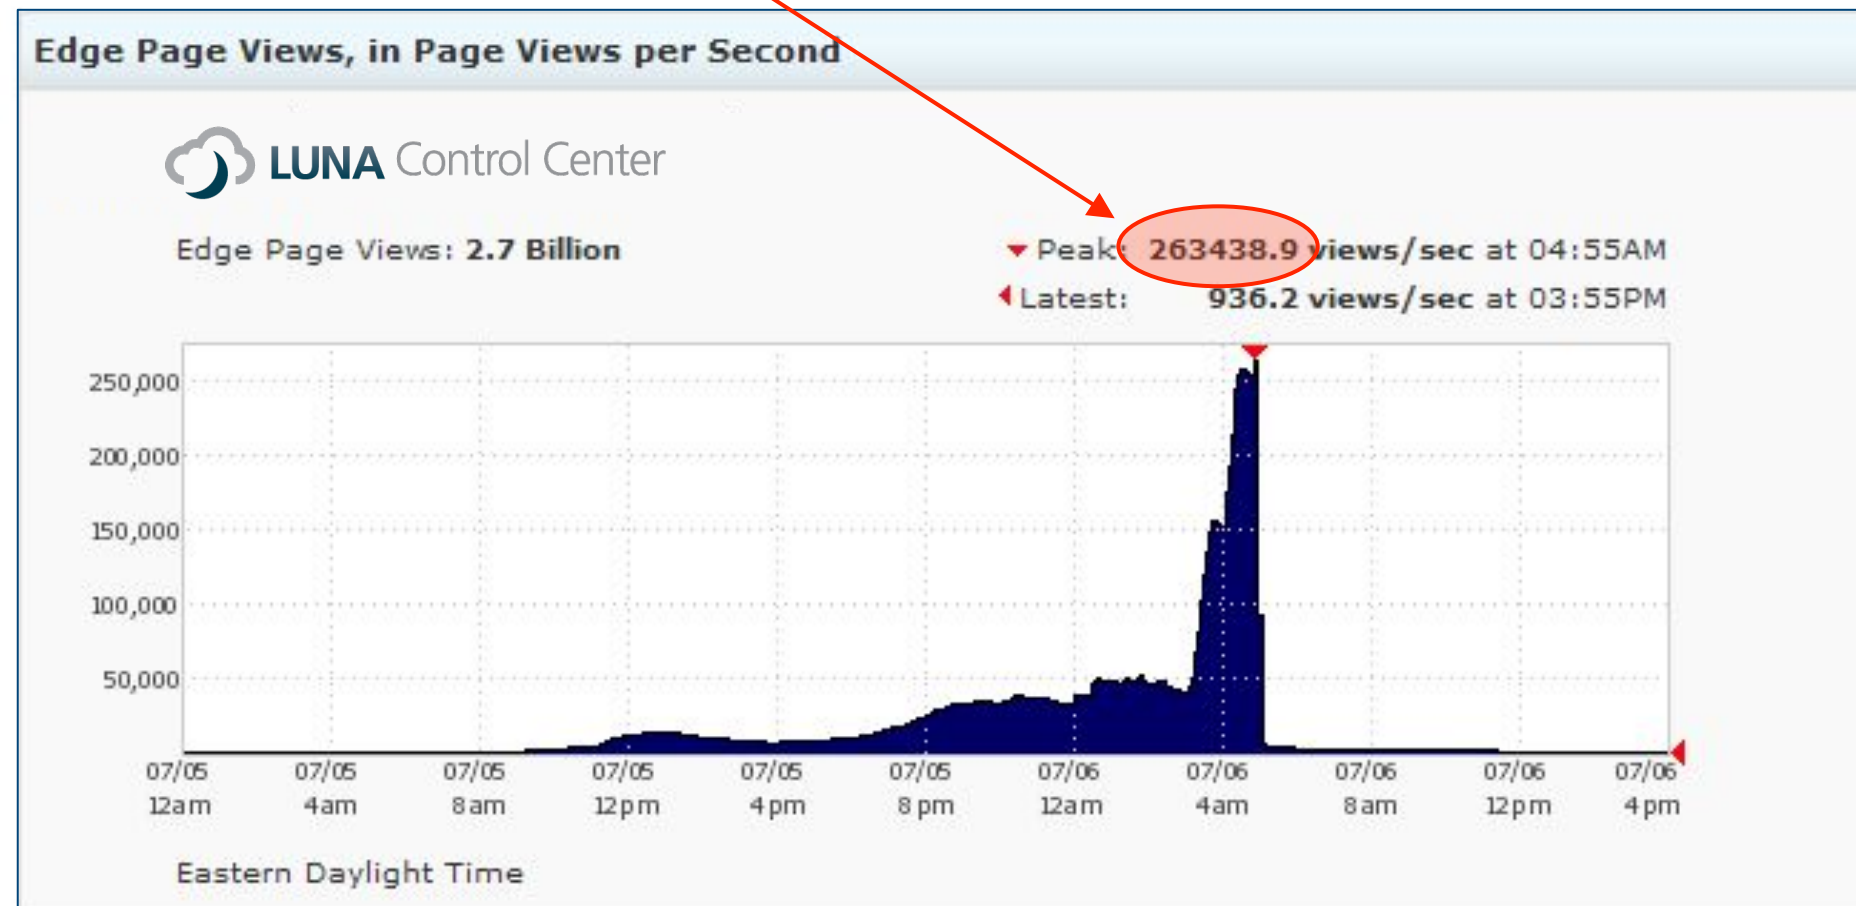 Edge Page Views, in Page Views per Second
LUNA Control Center
Edge Page Views: 2.7 Billion
Peak: 263438.9 views/sec at 04:55AM
Latest: 936.2 views/sec at 03:55PM
250,000
200,000
150,000
100,000
50,000
07/05 07/05 07/05 07/05 07/05 07/05 07/06 07/06 07/06 07/06 07/06
12am 4am 8am 12pm 4pm 8pm 12am 4am 8am 12pm 4pm
Eastern Daylight Time